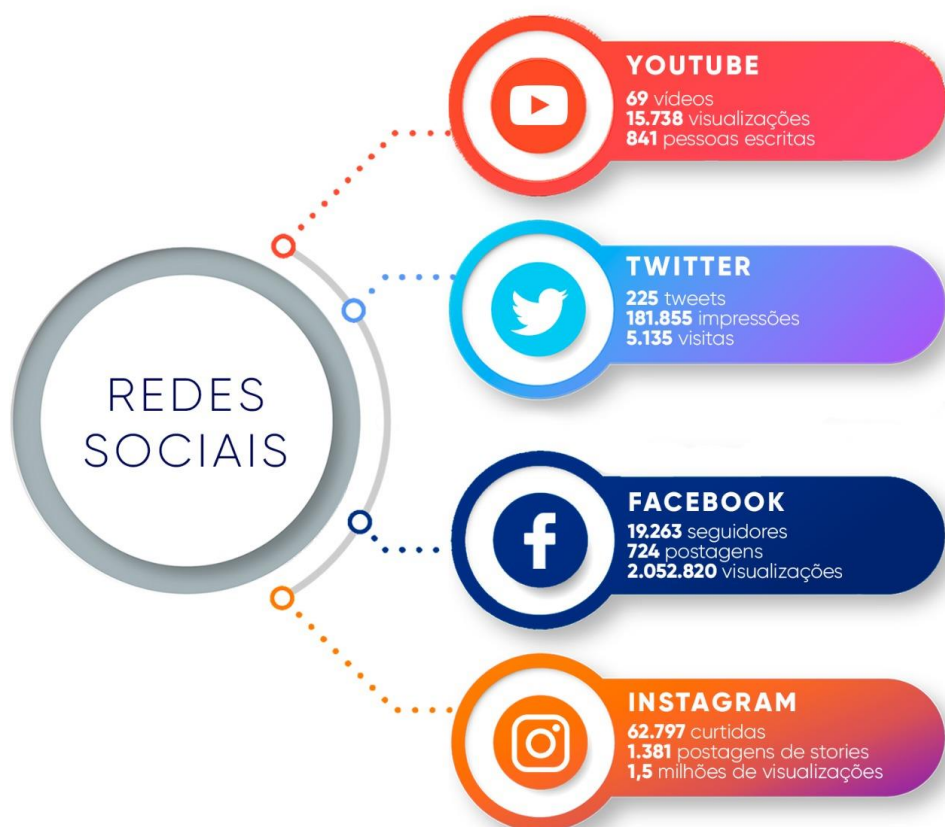 REDES
SOCIAIS
YOUTUBE
69 vídeos
15.738 visualizações
841 pessoas escritas
TWITTER
225 tweets
181.855 impressões
5.135 visitas
FACEBOOK
19.263 seguidores
724 postagens
2.052.820 visualizações
INSTAGRAM
62.797 curtidas
1.381 postagens de stories
1,5 milhões de visualizações